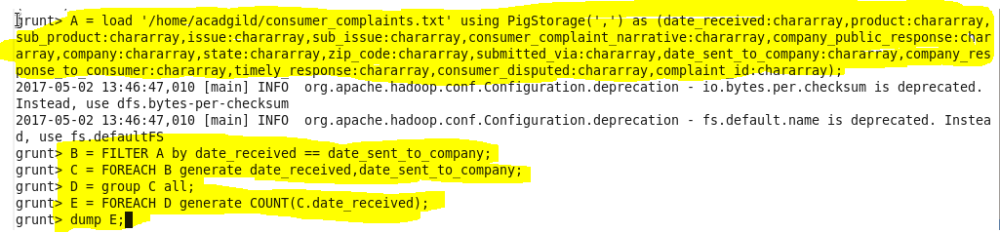 grunt> A = load '/home/acadgild/consumer_complaints.txt' using PigStorage(',') as (date_received:chararray,product:chararray,
sub_product:chararray,issue:chararray,sub_issue:chararray,consumer_complaint_narrative:chararray,company_public_response:char
array,company:chararray,state:chararray,zip_code:chararray,submitted_via:chararray,date_sent_to_company:chararray,company_res
ponse_to_consumer:chararray,timely_response:chararray,consumer_disputed:chararray,complaint_id:chararray);
2017-05-02 13:46:47,010 [main] INFO  org.apache.hadoop.conf.Configuration.deprecation - io.bytes.per.checksum is deprecated.
Instead, use dfs.bytes-per-checksum
2017-05-02 13:46:47,010 [main] INFO  org.apache.hadoop.conf.Configuration.deprecation - fs.default.name is deprecated. Instea
d, use fs.defaultFS
grunt> B = FILTER A by date_received == date_sent_to_company;
grunt> C = FOREACH B generate date_received,date_sent_to_company;
grunt> D = group C all;
grunt> E = FOREACH D generate COUNT(C.date_received);
grunt> dump E;